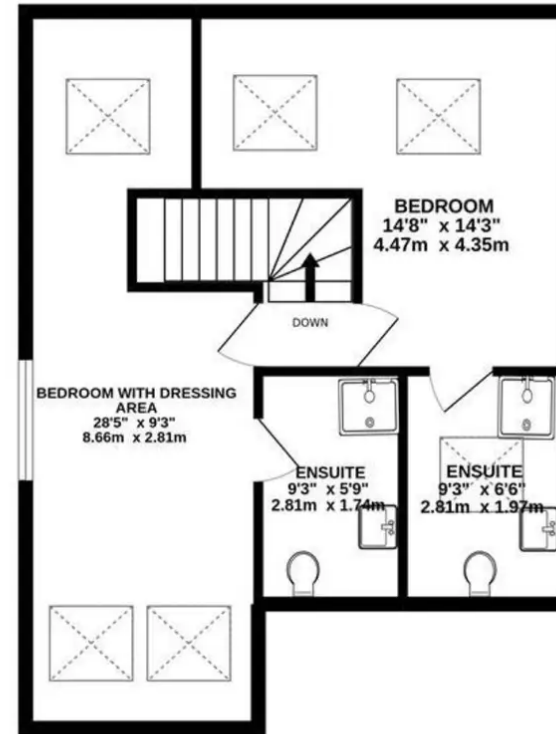 BEDROOM
14'8" x 14'3"
4.47m x 4.35m
DOWN
BEDROOM WITH DRESSING
AREA
28'5" x 9'3"
8.66m x 2.81m
ENSUITE
9'3" x 5'9"
2.81m x 1.74m
ENSUITE
9'3" x 6'6"
2.81m x 1.97m